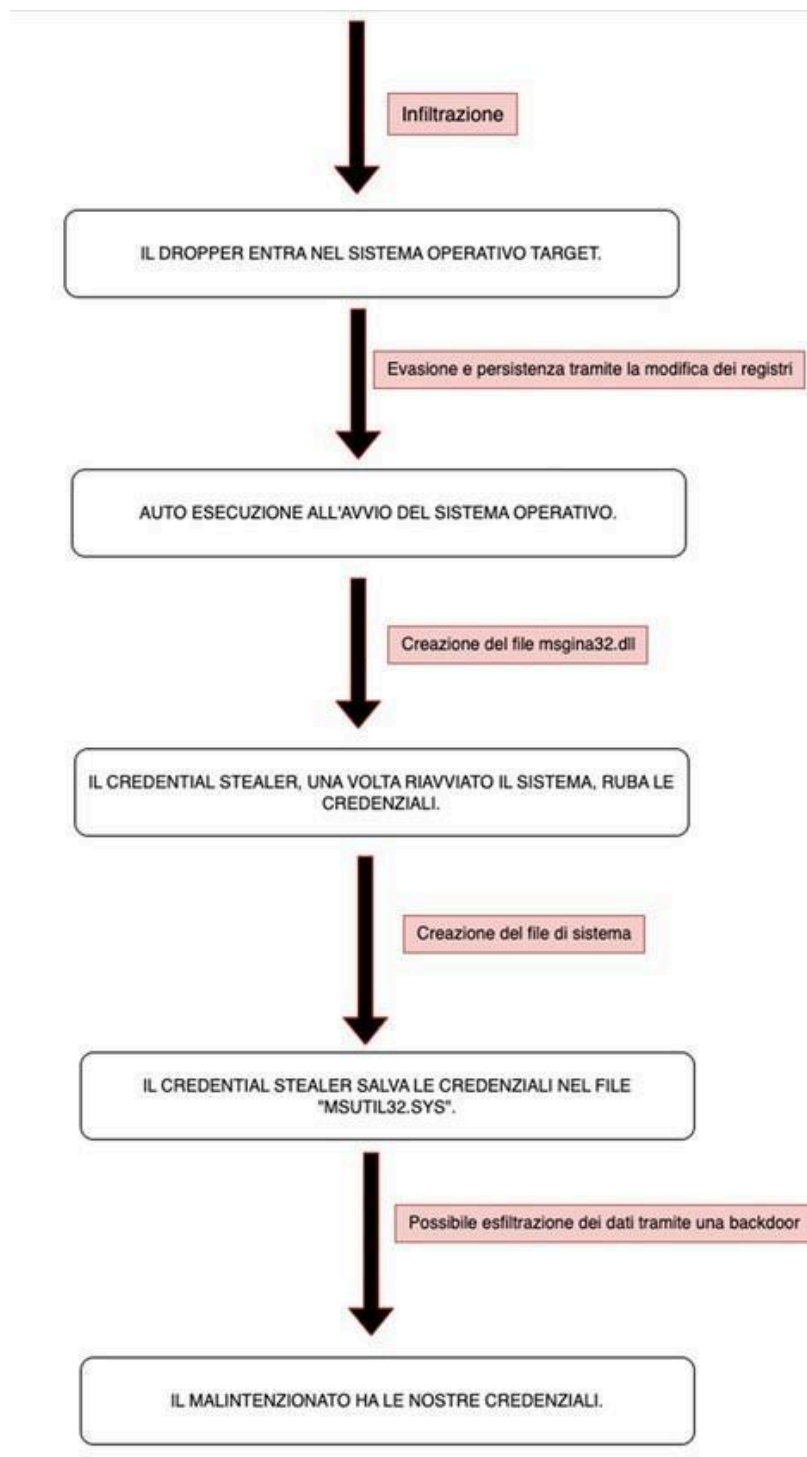 Infiltrazione
IL DROPPER ENTRA NEL SISTEMA OPERATIVO TARGET.
Evasione e persistenza tramite la modifica dei registri
AUTO ESECUZIONE ALL'AVVIO DEL SISTEMA OPERATIVO.
Creazione del file msgina32.dll
IL CREDENTIAL STEALER, UNA VOLTA RIAVVIATO IL SISTEMA, RUBA LE
CREDENZIALI.
Creazione del file di sistema
IL CREDENTIAL STEALER SALVA LE CREDENZIALI NEL FILE
"MSUTIL32.SYS".
Possibile esfiltrazione dei dati tramite una backdoor
IL MALINTENZIONATO HA LE NOSTRE CREDENZIALI.